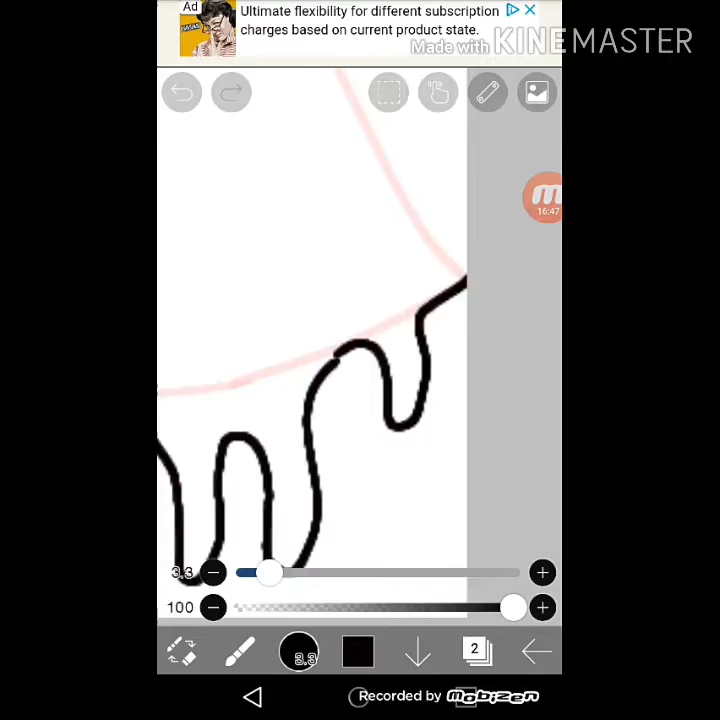 Ad
Ultimate flexibility for different subscription
charges based on current product state.
Made with KINEMASTER
16:47
3.3
100
3.3
2
Recorded by mobizen